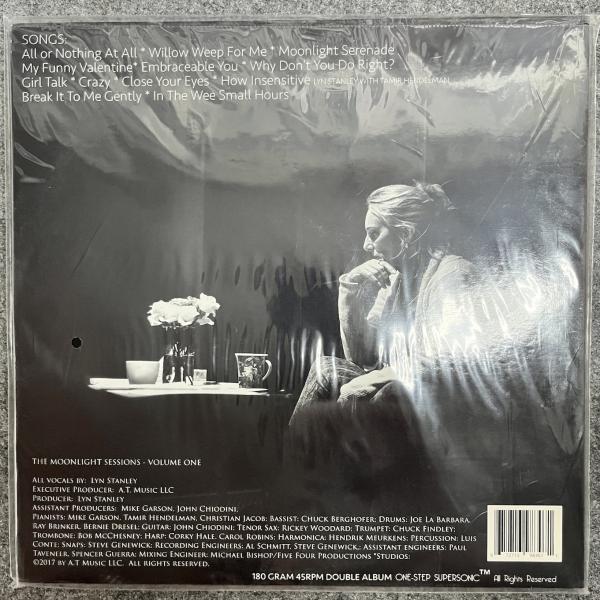 SONGS:
All or Nothing At All * Willow Weep For Me * Moonlight Serenade
My Funny Valentine* Embraceable You * Why Don't You Do Right?
Girl Talk * Crazy * Close Your Eyes * How Insensitive LYN STANLEY WITH TAMIR HENDELMAN
Break It To Me Gently * In The Wee Small Hours
THE MOONLIGHT SESSIONS - VOLUME ONE
ALL VOCALS BY: LYN STANLEY
EXECUTIVE PRODUCER: A.T. MUSIC LLC
PRODUCER: LYN STANLEY
ASSISTANT PRODUCERS: MIKE GARSON, JOHN CHIODINI,
PIANISTS: MIKE GARSON, TAMIR HENDELMAN, CHRISTIAN JACOB: BASSIST: CHUCK BERGHOFER; DRUMS: JOE LA BARBARA,
RAY BRINKER, BERNIE DRESEL; GUITAR: JOHN CHIODINI; TENOR SAX: RICKEY WOODARD; TRUMPET: CHUCK FINDLEY;
TROMBONE: BOB MCCHESNEY; HARP: CORKY HALE, CAROL ROBINS; HARMONICA: HENDRIK MEURKENS; PERCUSSION: LUIS
CONTE; SNAPS: STEVE GENEWICK; RECORDING ENGINEERS: AL SCHMITT, STEVE GENEWICK,; ASSISTANT ENGINEERS: PAUL
TAVENEER, SPENCER GUERRA; MIXING ENGINEER: MICHAEL BISHOP/FIVE FOUR PRODUCTIONS *STUDIOS:
©2017 BY A.T MUSIC LLC. ALL RIGHTS RESERVED.
180 GRAM 45RPM DOUBLE ALBUM ONE-STEP SUPERSONIC™ All Rights Reserved